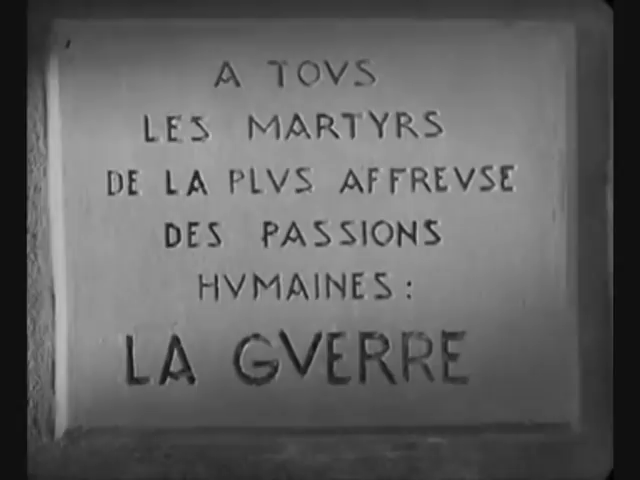 A TOVS
LES MARTYRS
DE LA PLVS AFFREVSE
DES PASSIONS
HVMAINES :
LA GVERRE